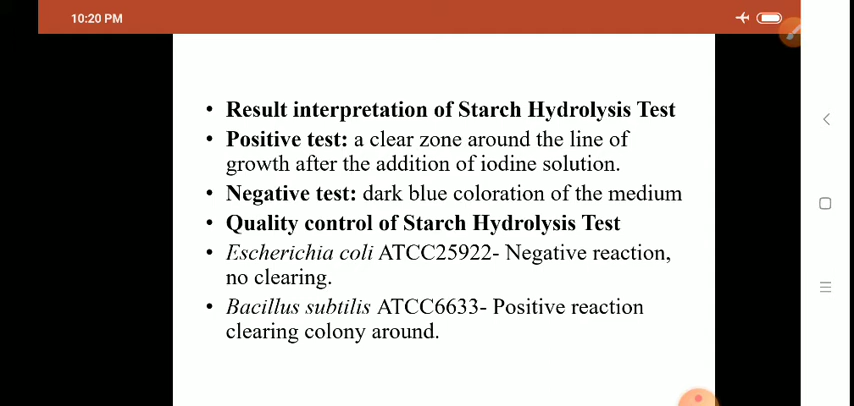 10:20 PM
• Result interpretation of Starch Hydrolysis Test
• Positive test: a clear zone around the line of
growth after the addition of iodine solution.
• Negative test: dark blue coloration of the medium
• Quality control of Starch Hydrolysis Test
• Escherichia coli ATCC25922- Negative reaction,
no clearing.
• Bacillus subtilis ATCC6633- Positive reaction
clearing colony around.